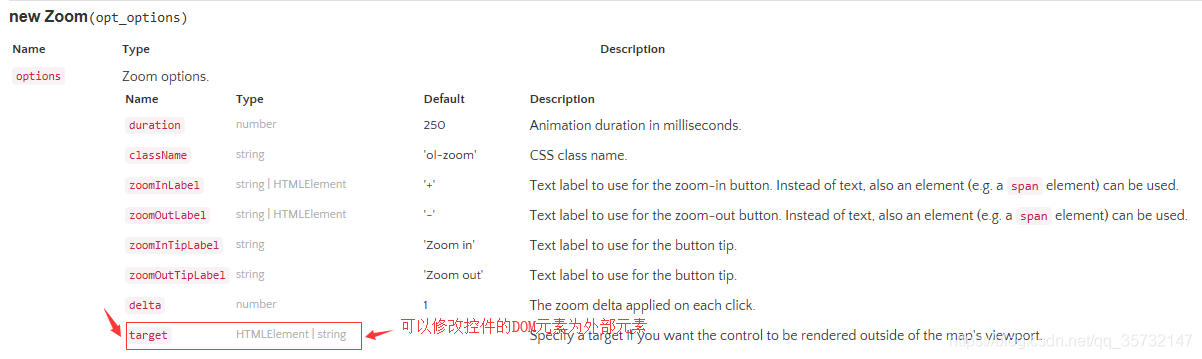 new Zoom(opt_options)
Name Type Description
options Zoom options.
Name Type Default Description
duration number 250 Animation duration in milliseconds.
className string 'ol-zoom' CSS class name.
zoomInLabel string | HTMLElement '+' Text label to use for the zoom-in button. Instead of text, also an element (e.g. a span element) can be used.
zoomOutLabel string | HTMLElement '-' Text label to use for the zoom-out button. Instead of text, also an element (e.g. a span element) can be used.
zoomInTipLabel string 'Zoom in' Text label to use for the button tip.
zoomOutTipLabel string 'Zoom out' Text label to use for the button tip.
delta number 1 The zoom delta applied on each click.
可以修改控件的DOM元素为外部元素
target HTMLElement | string Specify a target if you want the control to be rendered outside of the map's viewport.
https://blog.csdn.net/qq_35732147